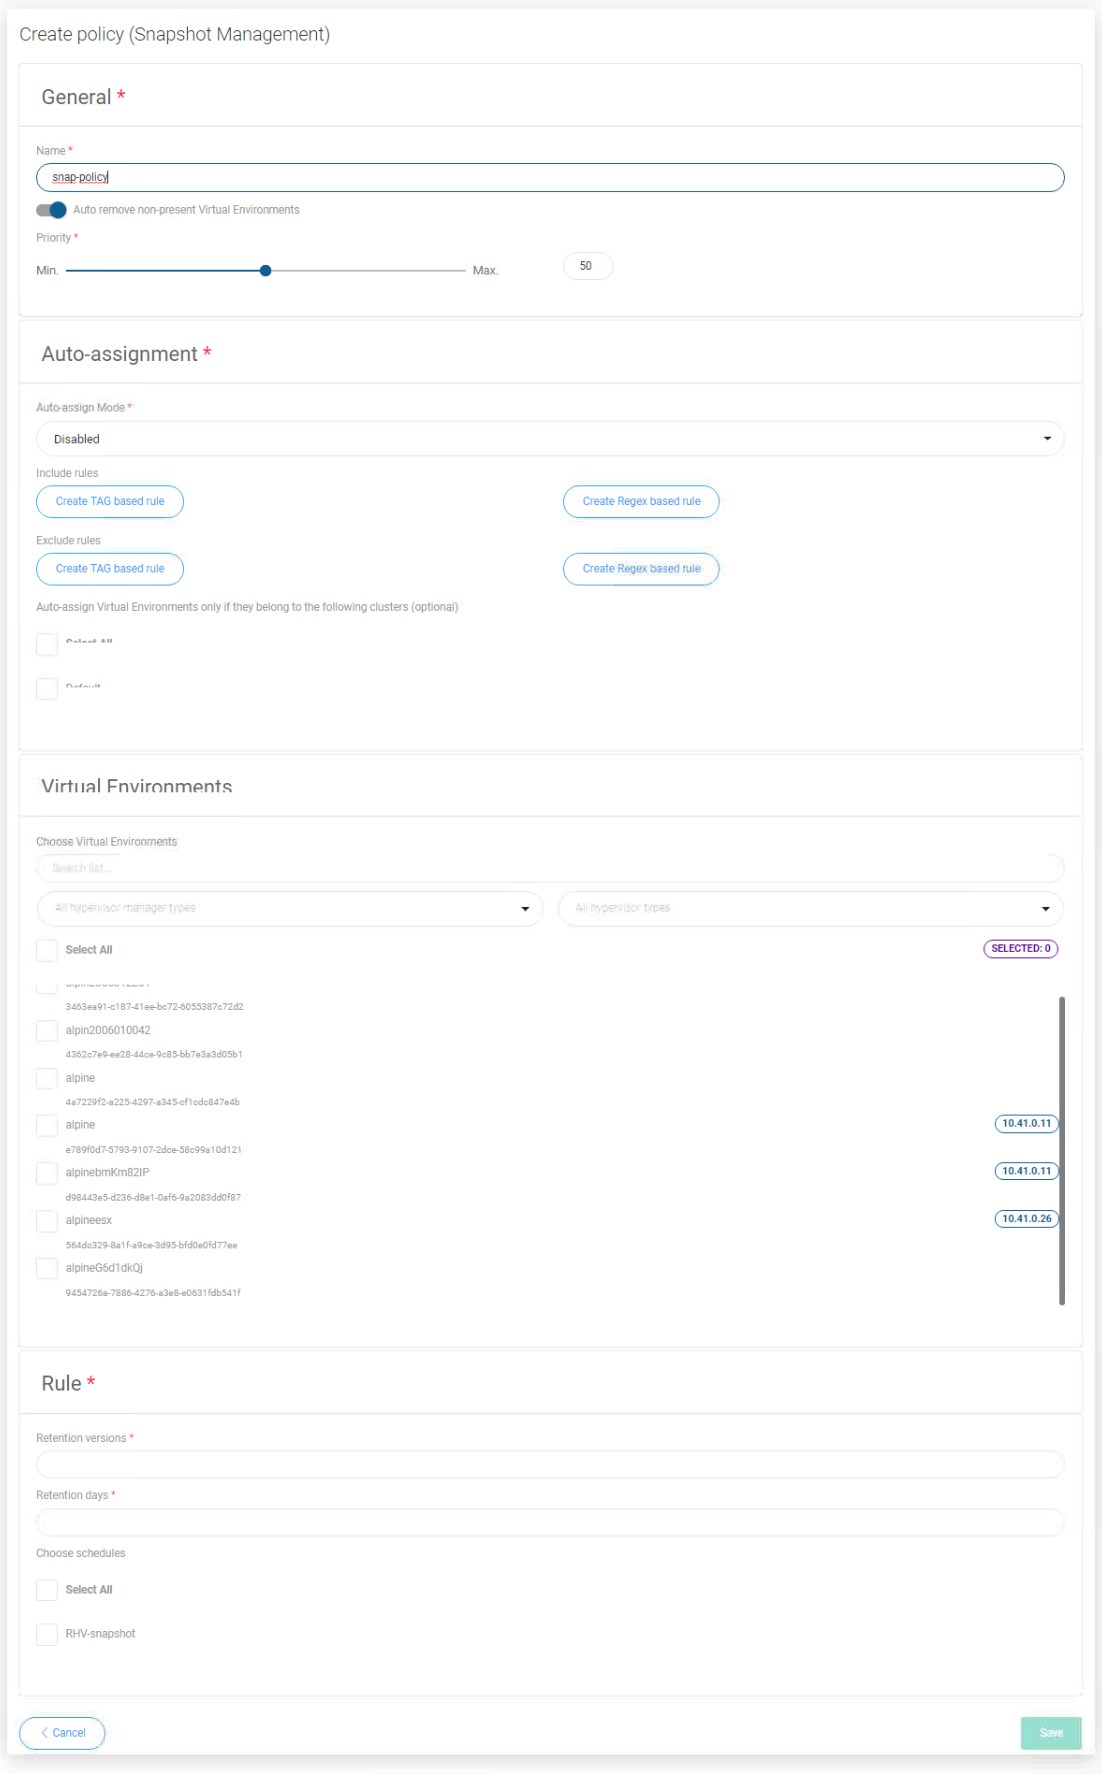 Create policy (Snapshot Management)
General *
Name *
snap-policy
Auto remove non-present Virtual Environments
Priority *
Min. Max. 50
Auto-assignment *
Auto-assign Mode *
Disabled
Include rules
Create TAG based rule Create Regex based rule
Exclude rules
Create TAG based rule Create Regex based rule
Auto-assign Virtual Environments only if they belong to the following clusters (optional)
Select All
Default
Virtual Environments
Choose Virtual Environments
Search list...
All hypervisor manager types All hypervisor types
Select All SELECTED: 0
3463ea91-c187-41ee-bc72-6055387c72d2
alpin2006010042
4362c7e9-ee28-44ce-9c85-bb7e3a3d05b1
alpine
4a7229f2-a225-4297-a345-cf1cdc847e4b
alpine 10.41.0.11
e789f0d7-5793-9107-2dce-58c99a10d121
alpinebmKm82IP 10.41.0.11
d98443e5-d236-d8e1-0af6-9a2083dd0f87
alpineesx 10.41.0.26
564dc329-8a1f-a9ce-3d95-bfd0e0fd77ee
alpineG6d1dkQj
9454726a-7886-4276-a3e8-e0631fdb541f
Rule *
Retention versions *
Retention days *
Choose schedules
Select All
RHV-snapshot
Cancel Save